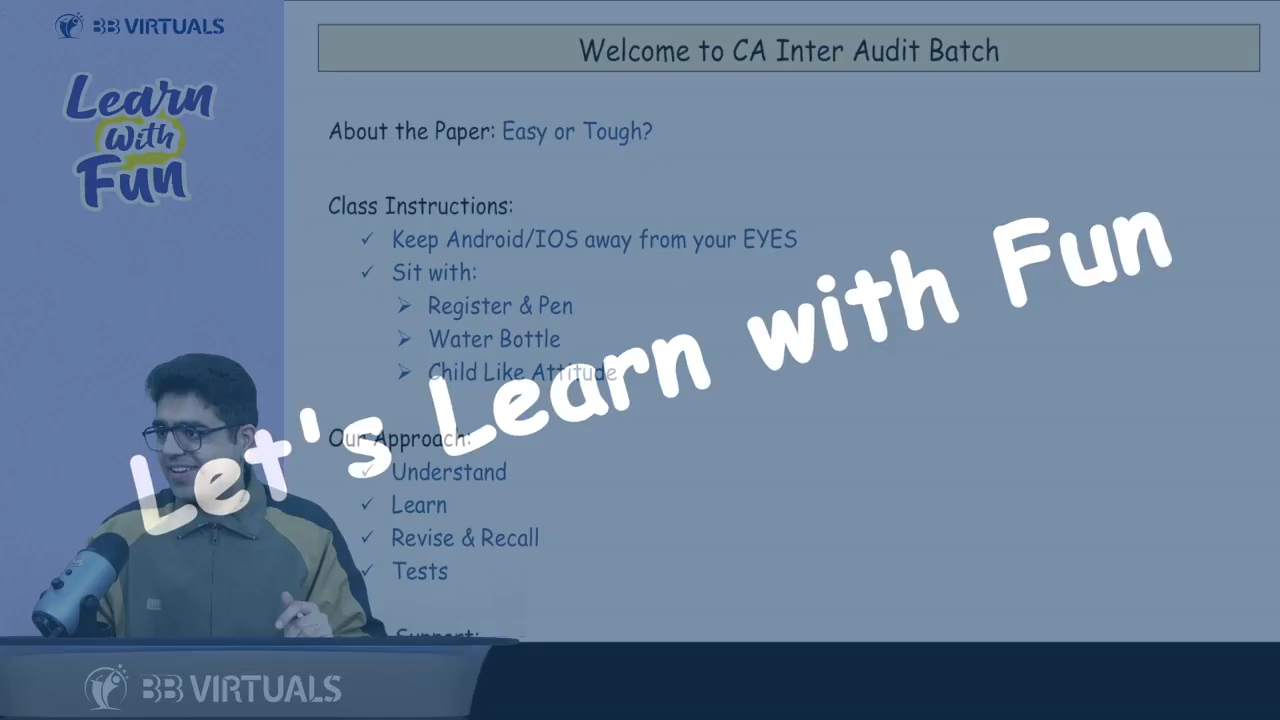 BB VIRTUALS
Learn
With
Fun
Welcome to CA Inter Audit Batch
About the Paper: Easy or Tough?
Class Instructions:
✓ Keep Android/IOS away from your EYES
✓ Sit with:
➢ Register & Pen
➢ Water Bottle
➢ Child Like Attitude
Our Approach:
✓ Understand
✓ Learn
✓ Revise & Recall
✓ Tests
Support:
Let's Learn with Fun
BB VIRTUALS